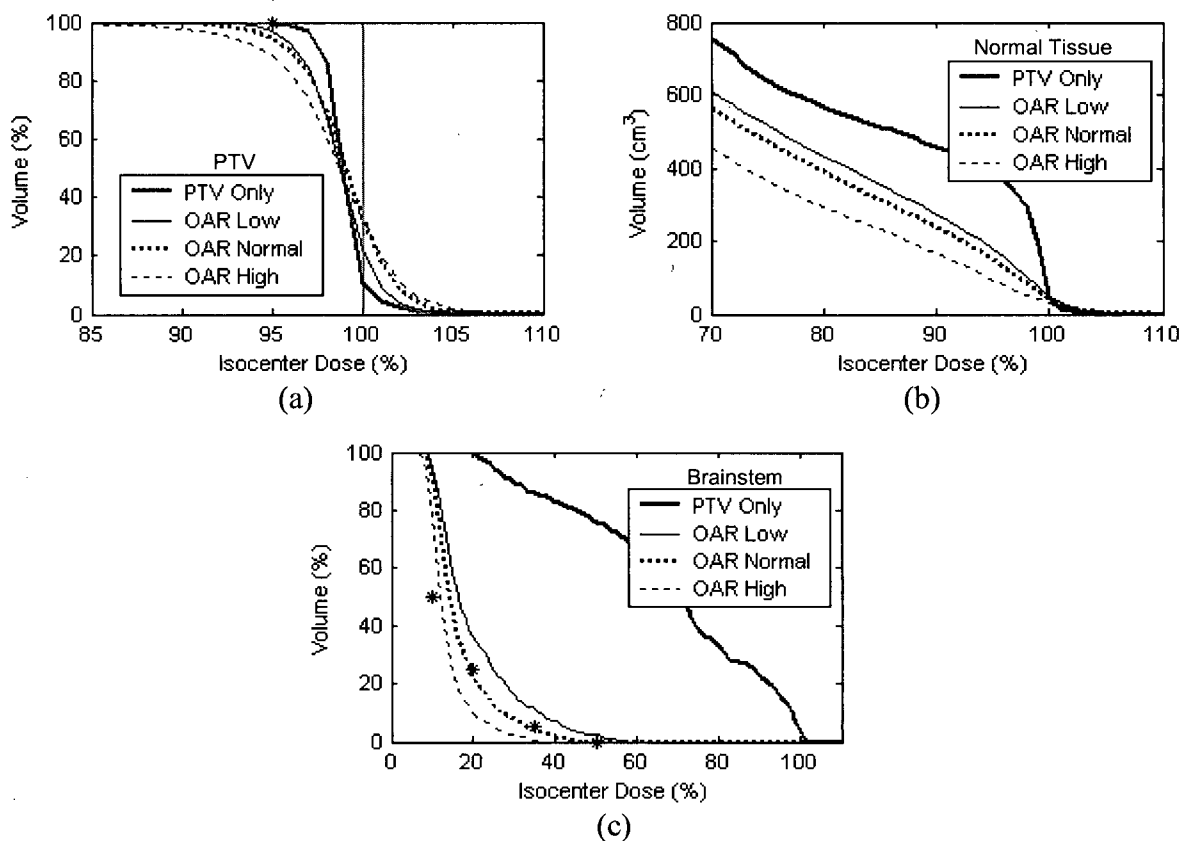 100
80
60
40
20
0
Volume (%)
PTV
PTV Only
OAR Low
OAR Normal
OAR High
85 90 95 100 105 110
Isocenter Dose (%)
(a)
800
600
400
200
0
Volume (cm³)
Normal Tissue
PTV Only
OAR Low
OAR Normal
OAR High
70 80 90 100 110
Isocenter Dose (%)
(b)
100
80
60
40
20
0
Volume (%)
Brainstem
PTV Only
OAR Low
OAR Normal
OAR High
0 20 40 60 80 100
Isocenter Dose (%)
(c)